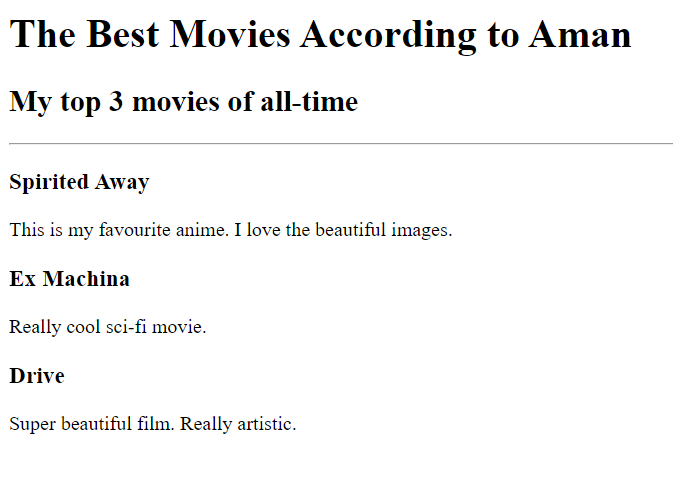 The Best Movies According to Aman
My top 3 movies of all-time
Spirited Away
This is my favourite anime. I love the beautiful images.
Ex Machina
Really cool sci-fi movie.
Drive
Super beautiful film. Really artistic.